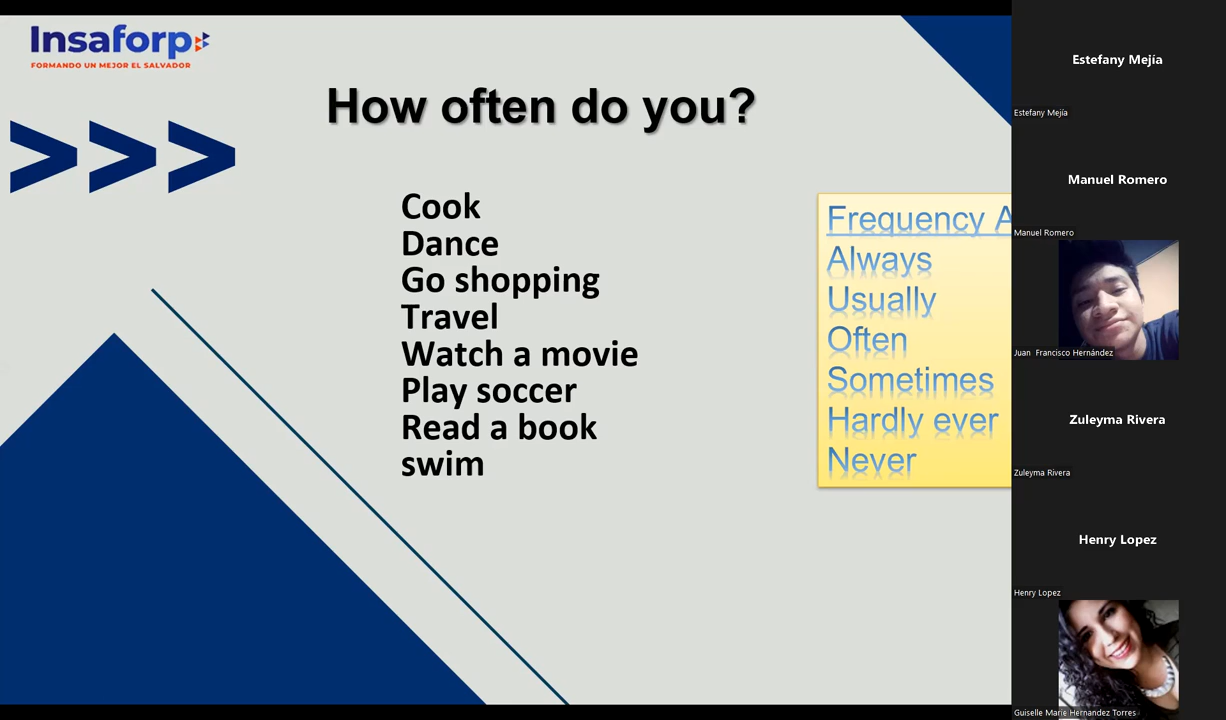 Insaforp
FORMANDO UN MEJOR EL SALVADOR
How often do you?
>>>
Cook
Dance
Go shopping
Travel
Watch a movie
Play soccer
Read a book
swim
Frequency A
Always
Usually
Often
Sometimes
Hardly ever
Never
Estefany Mejía
Estefany Mejía
Manuel Romero
Manuel Romero
Juan Francisco Hernández
Zuleyma Rivera
Zuleyma Rivera
Henry Lopez
Henry Lopez
Guiselle Marie Hernandez Torres